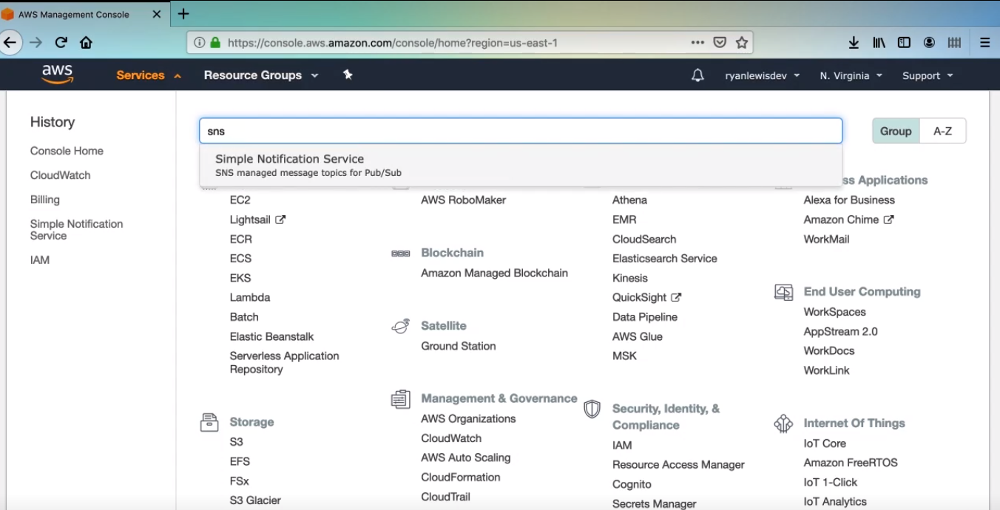 AWS Management Console
https://console.aws.amazon.com/console/home?region=us-east-1
aws
Services
Resource Groups
ryanlewisdev
N. Virginia
Support
History
Console Home
CloudWatch
Billing
Simple Notification
Service
IAM
sns
Group
A-Z
Simple Notification Service
SNS managed message topics for Pub/Sub
EC2
Lightsail
ECR
ECS
EKS
Lambda
Batch
Elastic Beanstalk
Serverless Application
Repository
Storage
S3
EFS
FSx
S3 Glacier
AWS RoboMaker
Blockchain
Amazon Managed Blockchain
Satellite
Ground Station
Management & Governance
AWS Organizations
CloudWatch
AWS Auto Scaling
CloudFormation
CloudTrail
Athena
EMR
CloudSearch
Elasticsearch Service
Kinesis
QuickSight
Data Pipeline
AWS Glue
MSK
Security, Identity, &
Compliance
IAM
Resource Access Manager
Cognito
Secrets Manager
ss Applications
Alexa for Business
Amazon Chime
WorkMail
End User Computing
WorkSpaces
AppStream 2.0
WorkDocs
WorkLink
Internet Of Things
IoT Core
Amazon FreeRTOS
IoT 1-Click
IoT Analytics